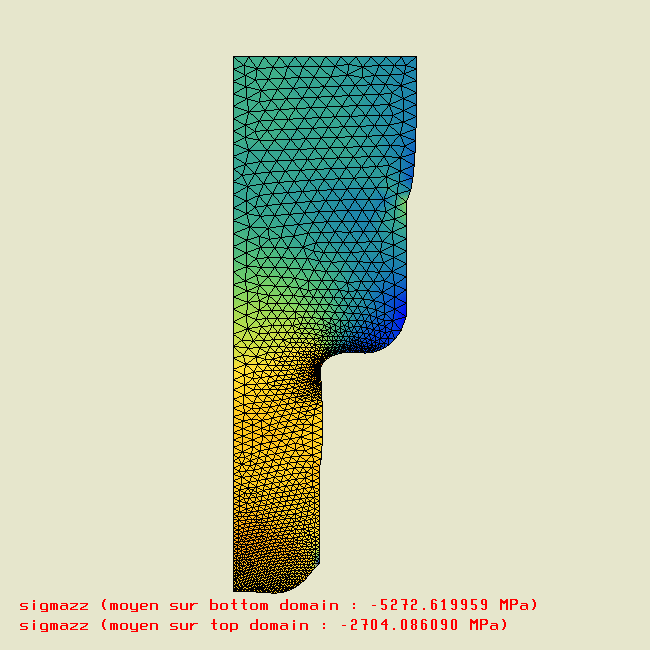 sigmazz (moyen sur bottom domain : -5272.619959 MPa)
sigmazz (moyen sur top domain : -2704.086090 MPa)